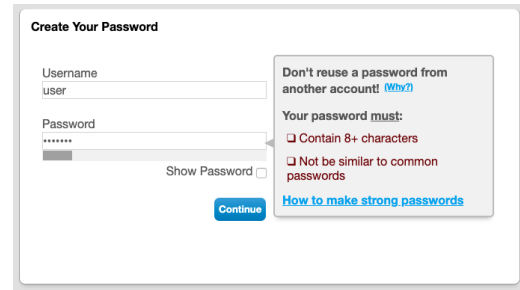 Create Your Password
Username
user
Password
•••••••
Show Password
Continue
Don't reuse a password from
another account! (Why?)
Your password must:
❑ Contain 8+ characters
❑ Not be similar to common
passwords
How to make strong passwords